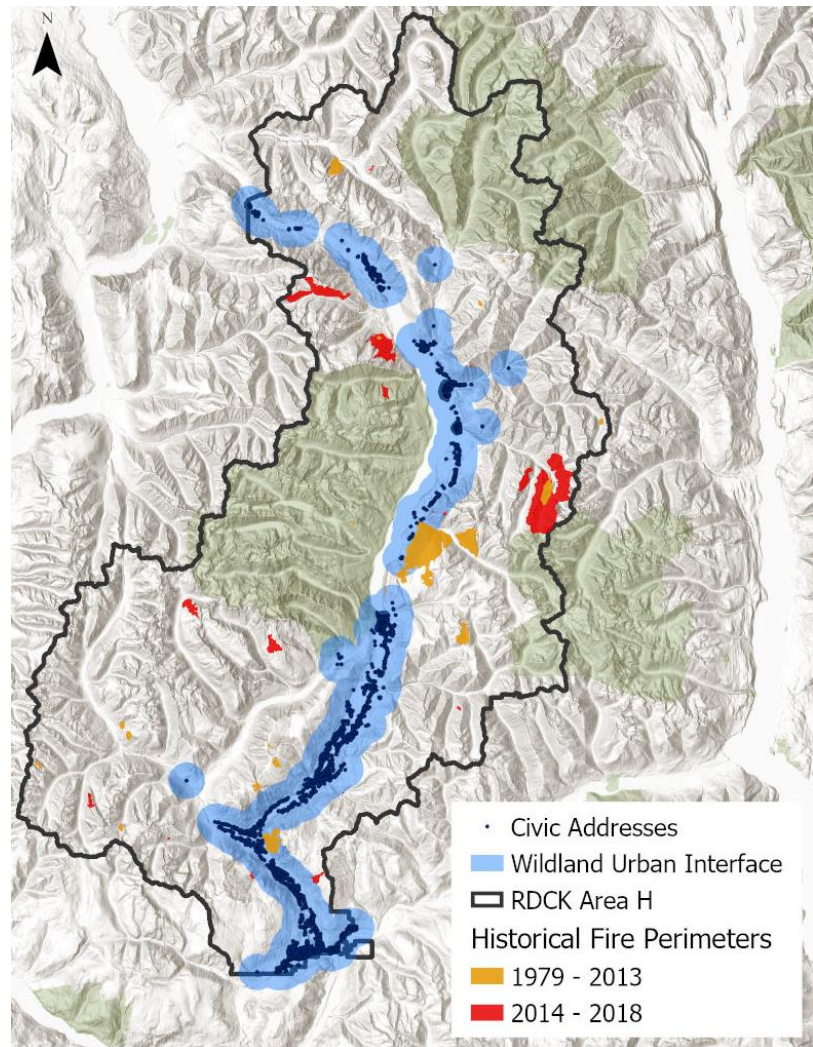 N
Civic Addresses
Wildland Urban Interface
RDCK Area H
Historical Fire Perimeters
1979 - 2013
2014 - 2018